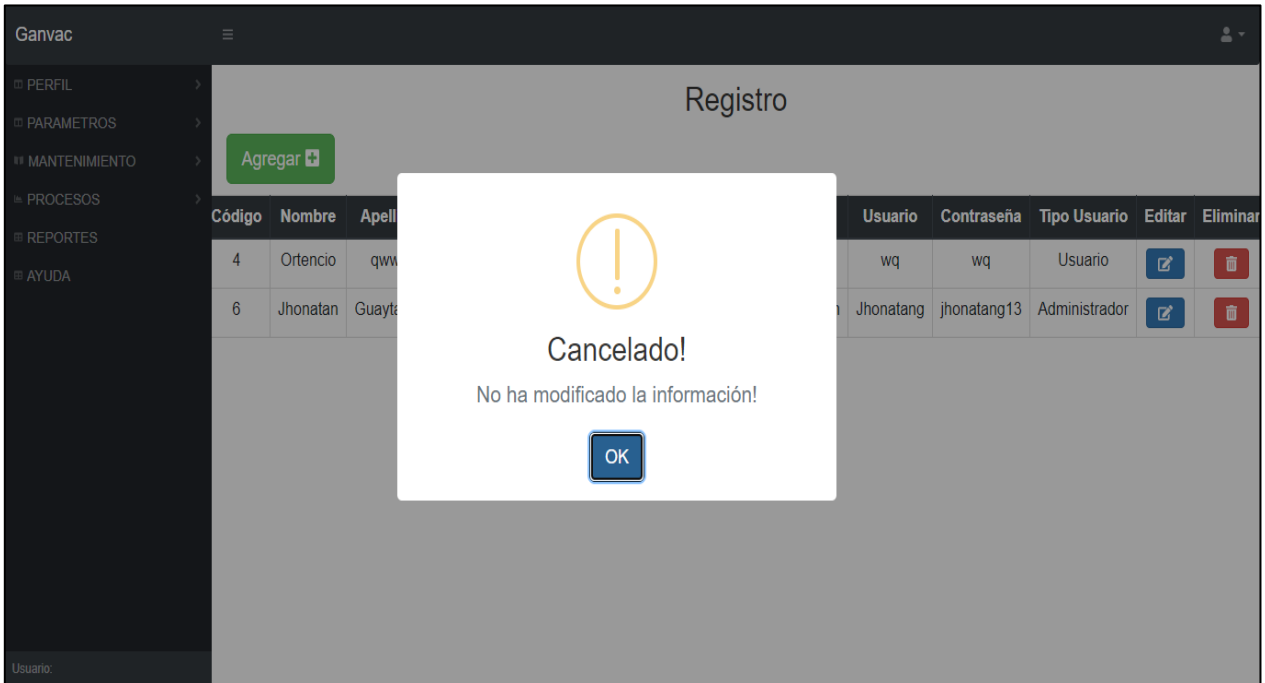 Ganvac
PERFIL
PARAMETROS
MANTENIMIENTO
PROCESOS
REPORTES
AYUDA
Usuario:
Registro
Agregar
Código Nombre Usuario Contraseña Tipo Usuario Editar Eliminar
4 Ortencio wq wq Usuario
6 Jhonatan Jhonatang jhonatang13 Administrador
Cancelado!
No ha modificado la información!
OK